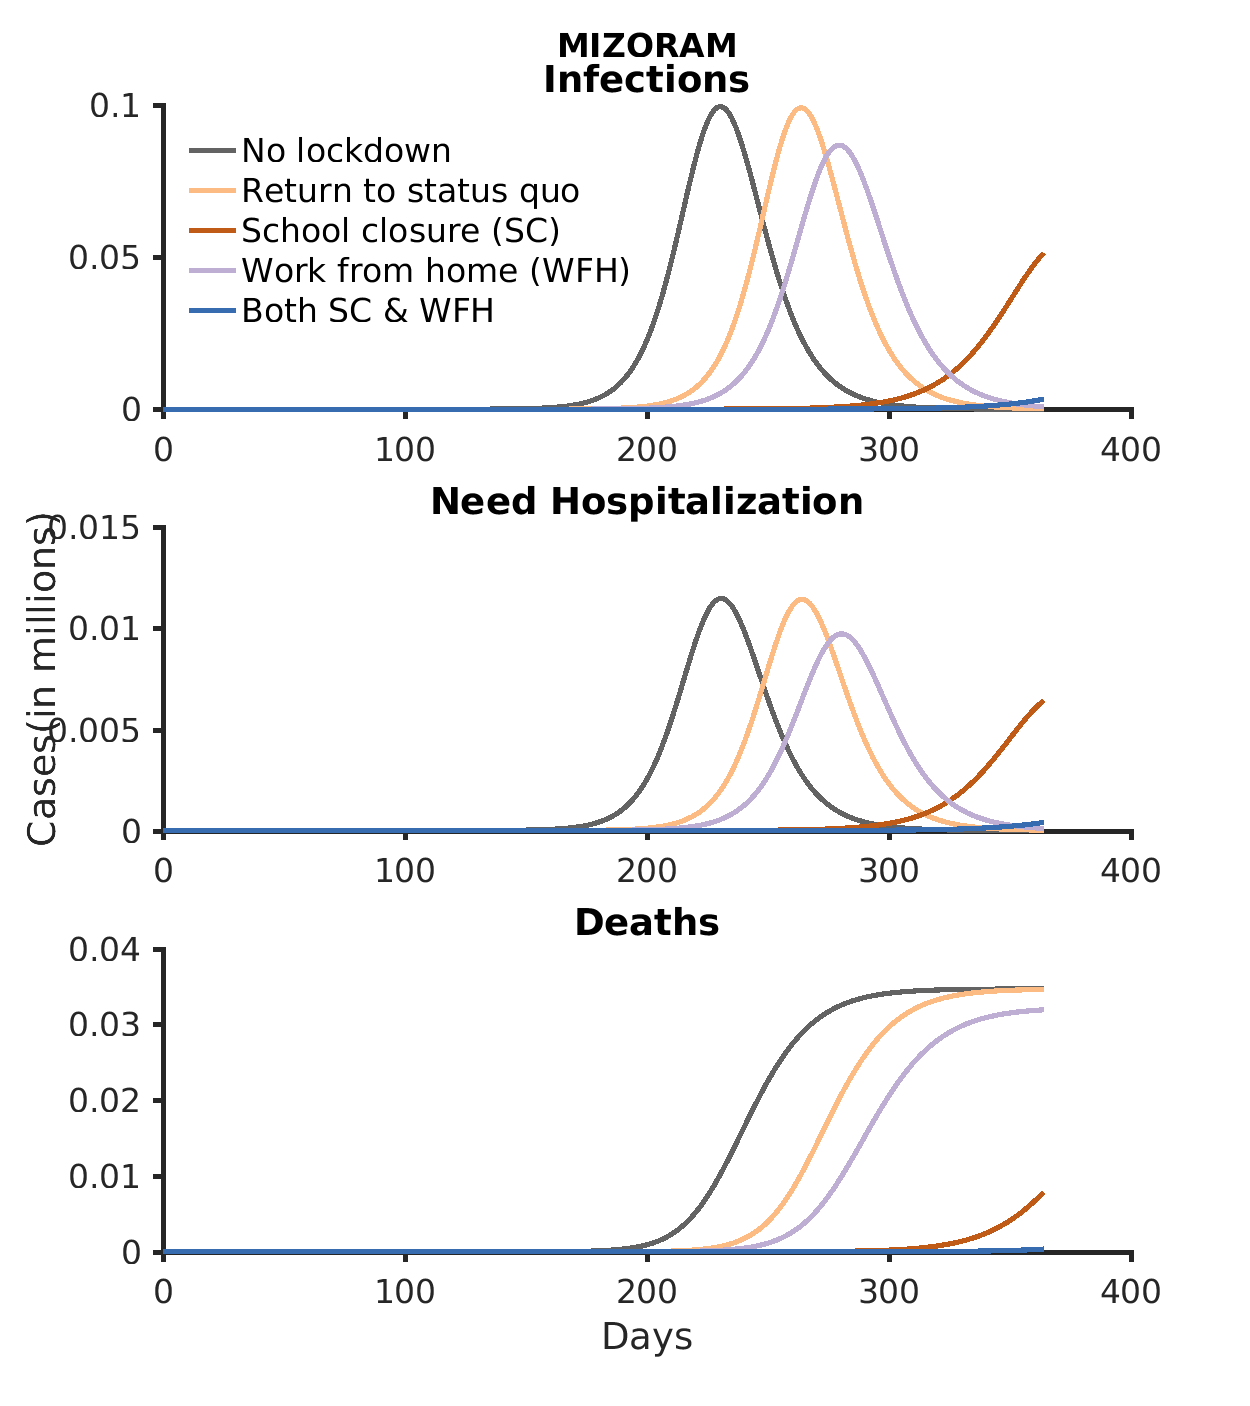 MIZORAM
Infections
0.1
0.05
0
No lockdown
Return to status quo
School closure (SC)
Work from home (WFH)
Both SC & WFH
0 100 200 300 400
Need Hospitalization
Cases(in millions)
0.015
0.01
0.005
0
0 100 200 300 400
Deaths
0.04
0.03
0.02
0.01
0
0 100 200 300 400
Days